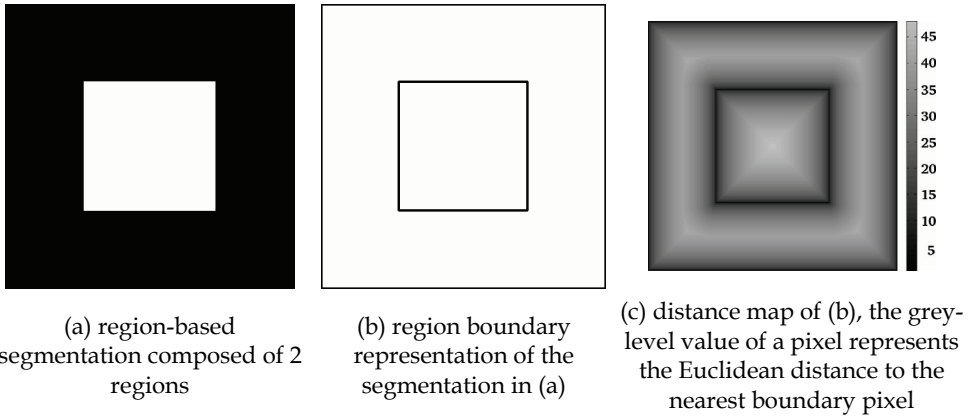 45
40
35
30
25
20
15
10
5
(a) region-based
segmentation composed of 2
regions
(b) region boundary
representation of the
segmentation in (a)
(c) distance map of (b), the grey-
level value of a pixel represents
the Euclidean distance to the
nearest boundary pixel